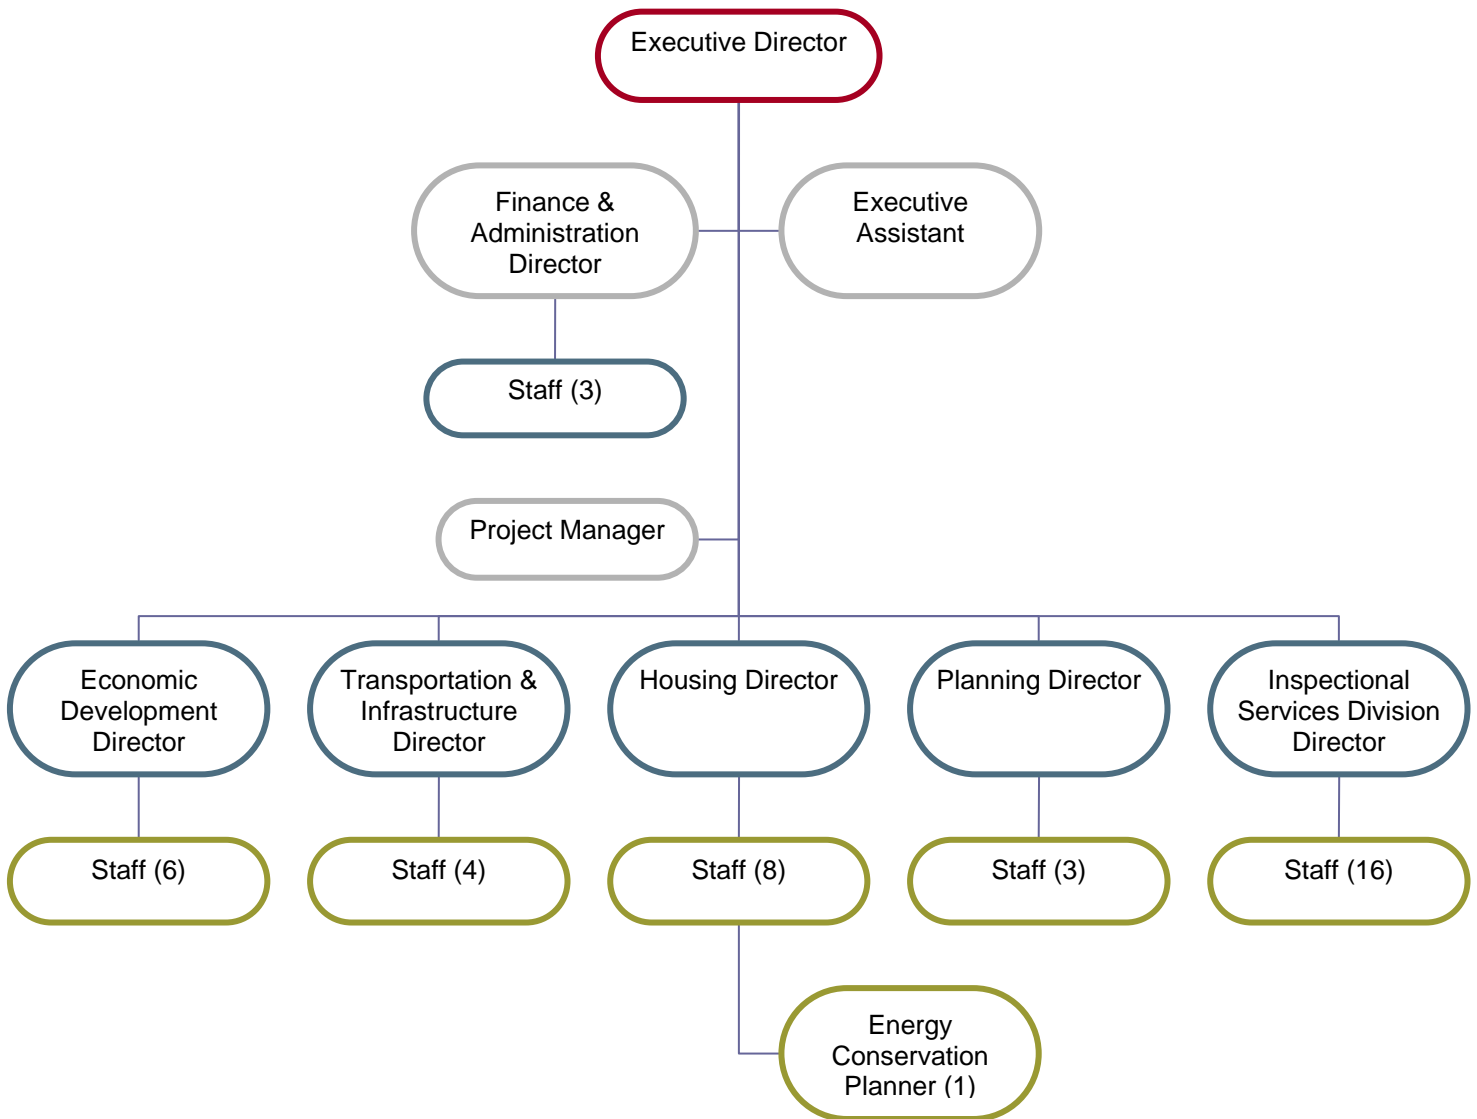 Executive Director
Finance &
Administration
Director
Executive
Assistant
Staff (3)
Project Manager
Economic
Development
Director
Transportation &
Infrastructure
Director
Housing Director
Planning Director
Inspectional
Services Division
Director
Staff (6)
Staff (4)
Staff (8)
Staff (3)
Staff (16)
Energy
Conservation
Planner (1)